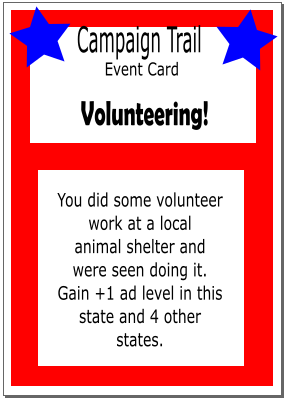 Campaign Trail
Event Card
Volunteering!
You did some volunteer
work at a local
animal shelter and
were seen doing it.
Gain +1 ad level in this
state and 4 other
states.